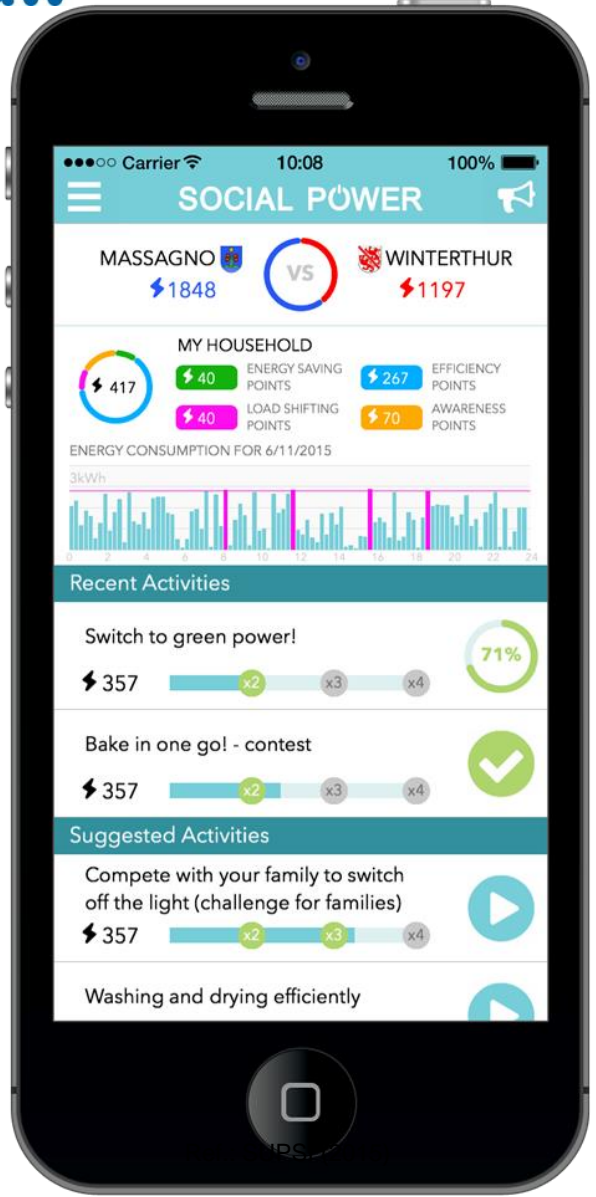 Carrier 10:08 100%
SOCIAL POWER
MASSAGNO VS WINTERTHUR
1848 1197
MY HOUSEHOLD
417
40 ENERGY SAVING POINTS
267 EFFICIENCY POINTS
40 LOAD SHIFTING POINTS
70 AWARENESS POINTS
ENERGY CONSUMPTION FOR 6/11/2015
3kWh
0 2 4 6 8 10 12 14 16 18 20 22 24
Recent Activities
Switch to green power!
357 x2 x3 x4
71%
Bake in one go! - contest
357 x2 x3 x4
Suggested Activities
Compete with your family to switch
off the light (challenge for families)
357 x2 x3 x4
Washing and drying efficiently